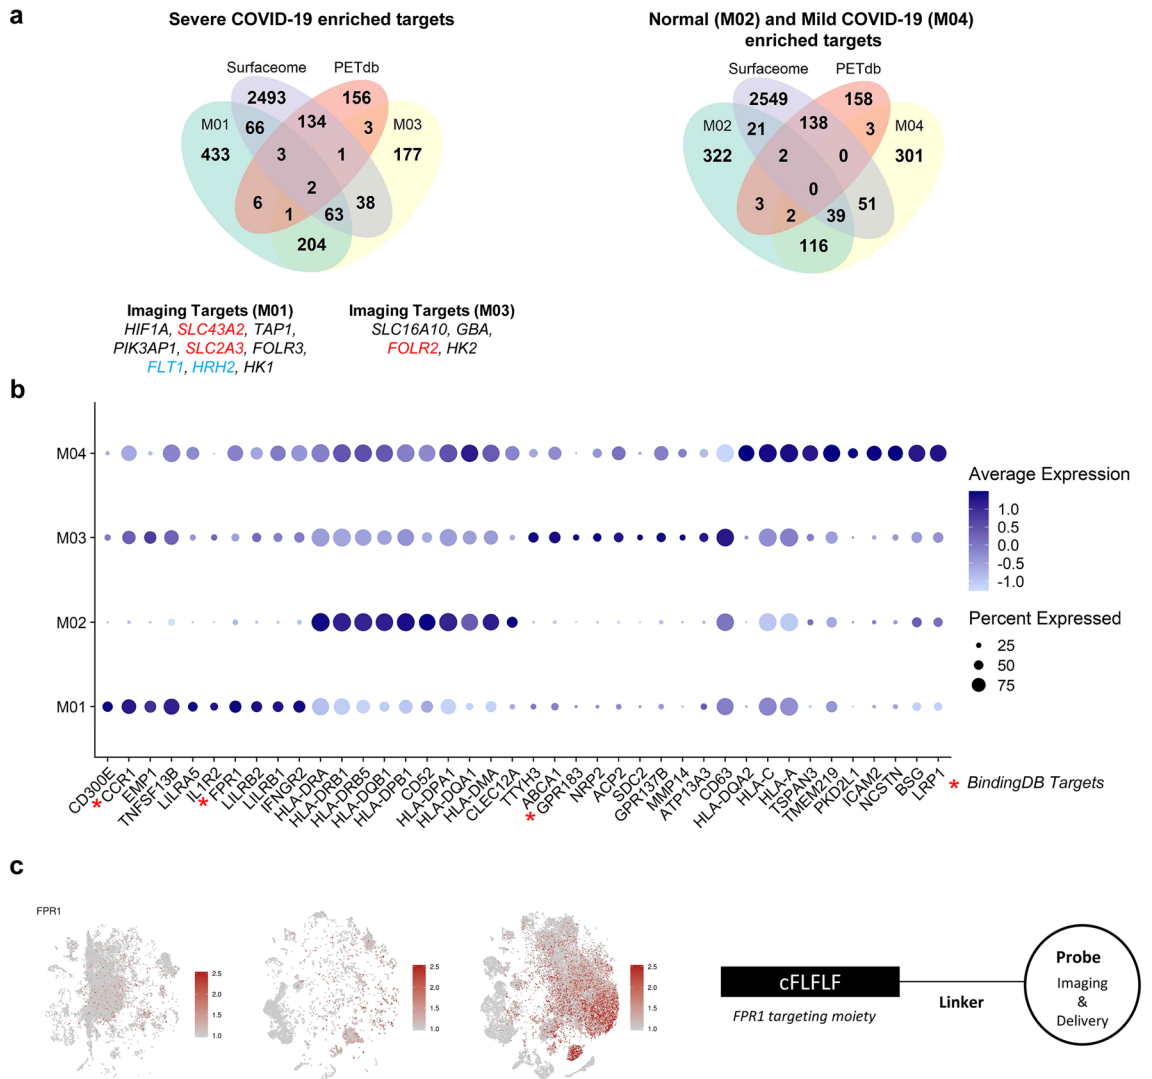 a
Severe COVID-19 enriched targets
Surfaceome
PETdb
M01
M03
2493
156
66
134
3
433
3
1
177
2
6
1
63
38
204
Normal (M02) and Mild COVID-19 (M04)
enriched targets
Surfaceome
PETdb
M02
M04
2549
158
21
138
3
322
2
0
301
0
3
2
39
51
116
Imaging Targets (M01)
HIF1A, SLC43A2, TAP1,
PIK3AP1, SLC2A3, FOLR3,
FLT1, HRH2, HK1
Imaging Targets (M03)
SLC16A10, GBA,
FOLR2, HK2
b
M04
M03
M02
M01
CD300E
* CCR1
EMP1
TNFSF13B
LILRA5
IL1R2
* FPR1
LILRB2
LILRB1
IFNGR2
HLA-DRA
HLA-DRB1
HLA-DRB5
HLA-DQB1
HLA-DPB1
CD52
HLA-DPA1
HLA-DQA1
HLA-DMA
CLEC12A
TTYH3
ABCA1
* GPR183
NRP2
ACP2
SDC2
GPR137B
MMP14
ATP13A3
CD63
HLA-DQA2
HLA-C
HLA-A
TSPAN3
TMEM219
PKD2L1
ICAM2
NCSTN
BSG
LRP1
Average Expression
1.0
0.5
0.0
-0.5
-1.0
Percent Expressed
25
50
75
* BindingDB Targets
c
FPR1
2.5
2.0
1.5
1.0
2.5
2.0
1.5
1.0
2.5
2.0
1.5
1.0
cFLFLF
FPR1 targeting moiety
Linker
Probe
Imaging
&
Delivery